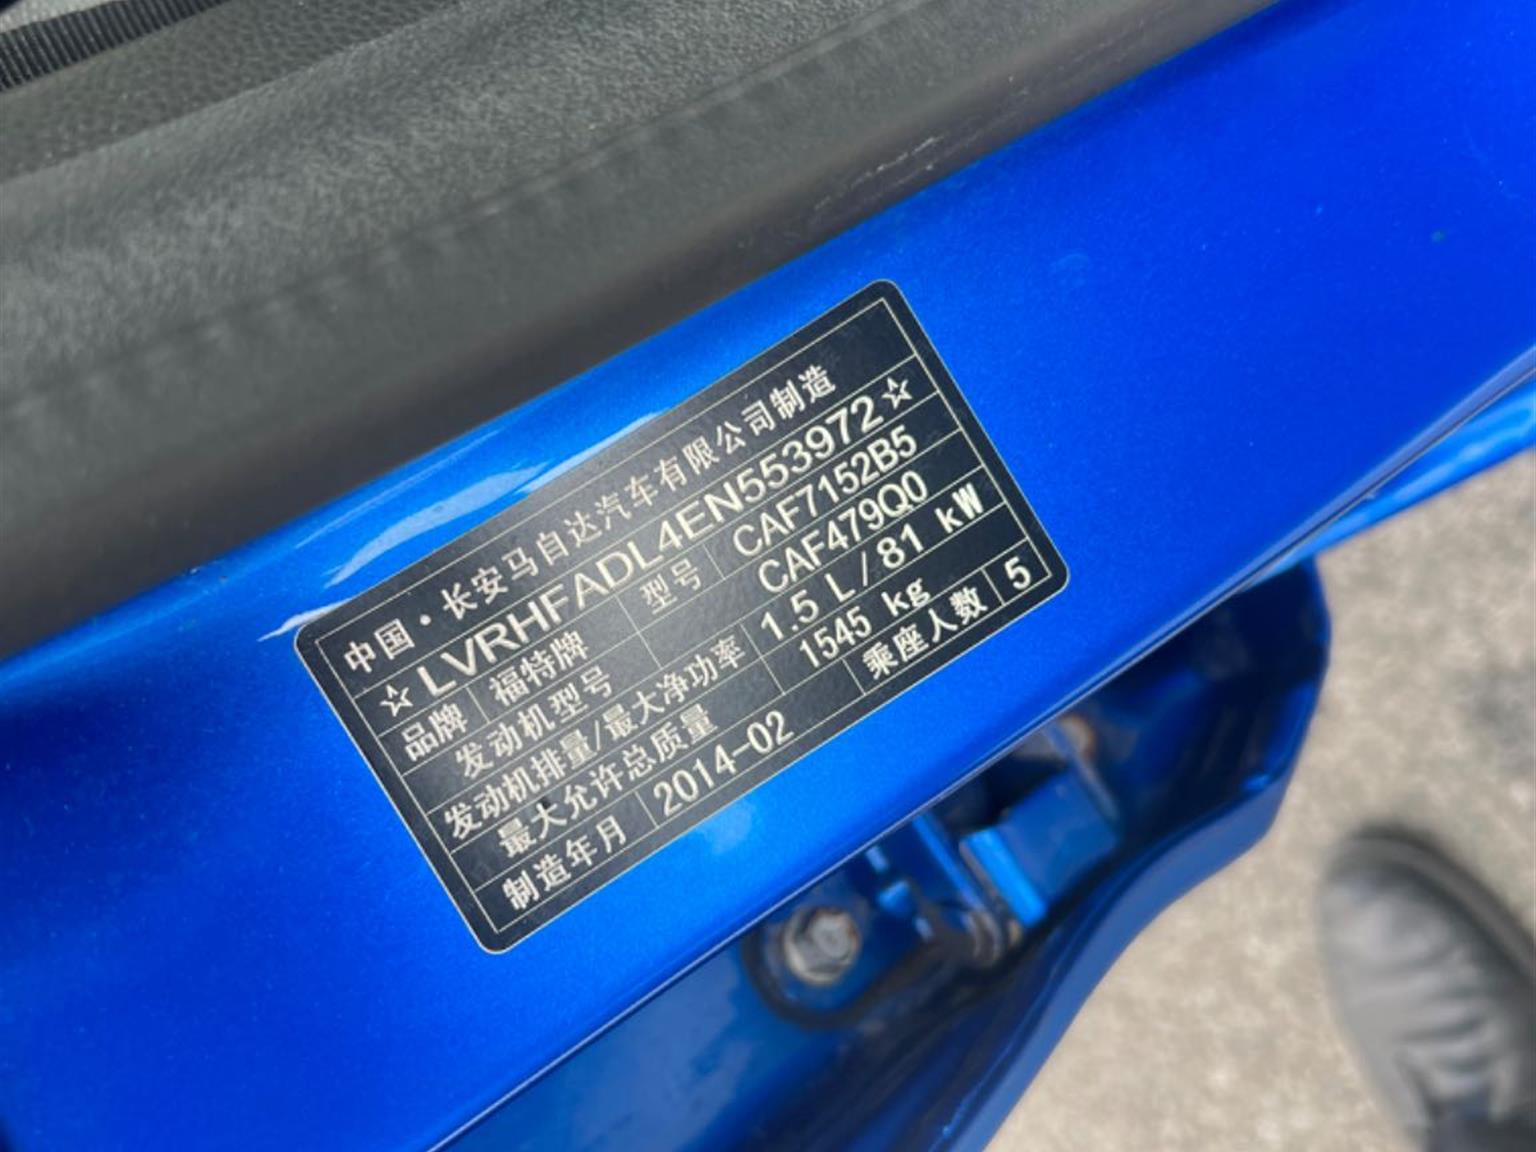 中国·长安马自达汽车有限公司制造
☆LVRHFADL4EN553972☆
品牌 福特牌 型号 CAF7152B5
发动机型号 CAF479Q0
发动机排量/最大净功率 1.5 L/81 kW
最大允许总质量 1545 kg
制造年月 2014-02 乘座人数 5